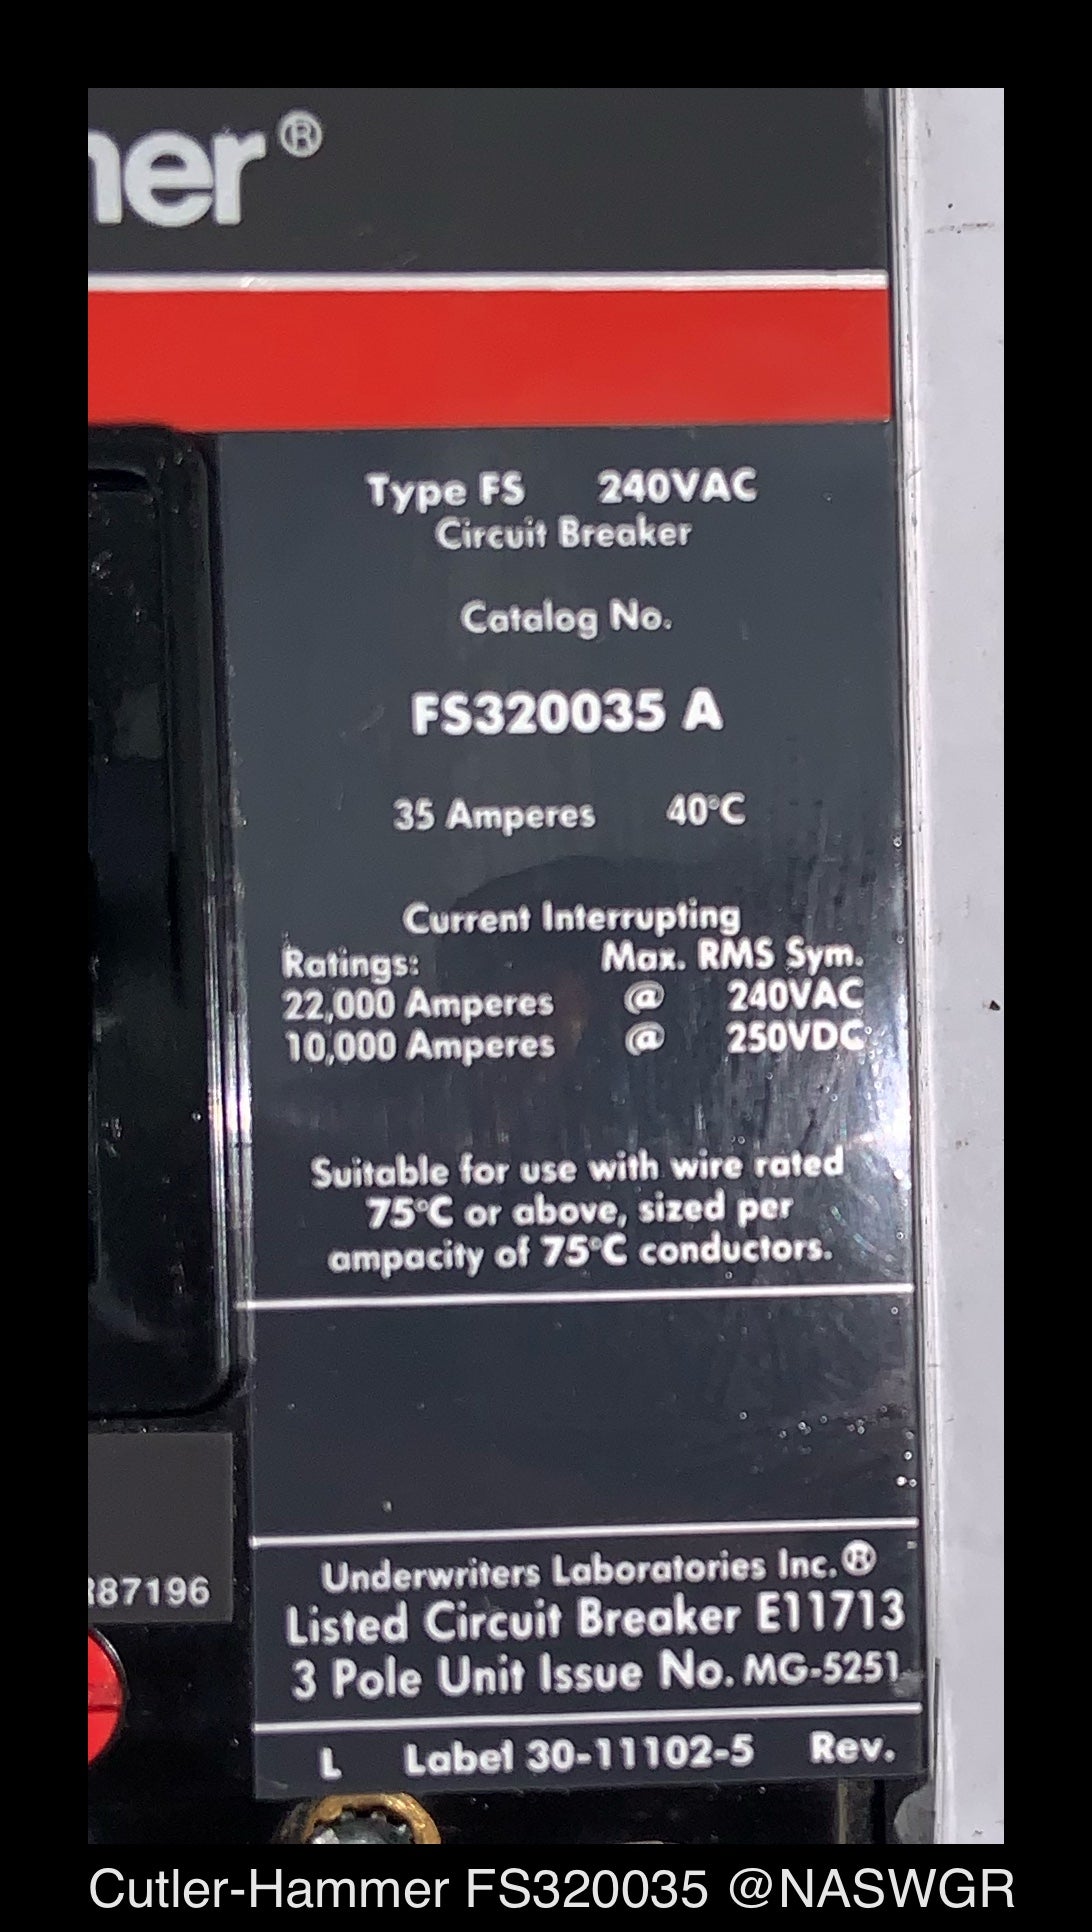 er®
Type FS 240VAC
Circuit Breaker
Catalog No.
FS320035 A
35 Amperes 40°C
Current Interrupting
Ratings: Max. RMS Sym.
22,000 Amperes @ 240VAC
10,000 Amperes @ 250VDC
Suitable for use with wire rated
75°C or above, sized per
ampacity of 75°C conductors.
87196
Underwriters Laboratories Inc.®
Listed Circuit Breaker E11713
3 Pole Unit Issue No. MG-5251
L Label 30-11102-5 Rev.
Cutler-Hammer FS320035 @NASWGR